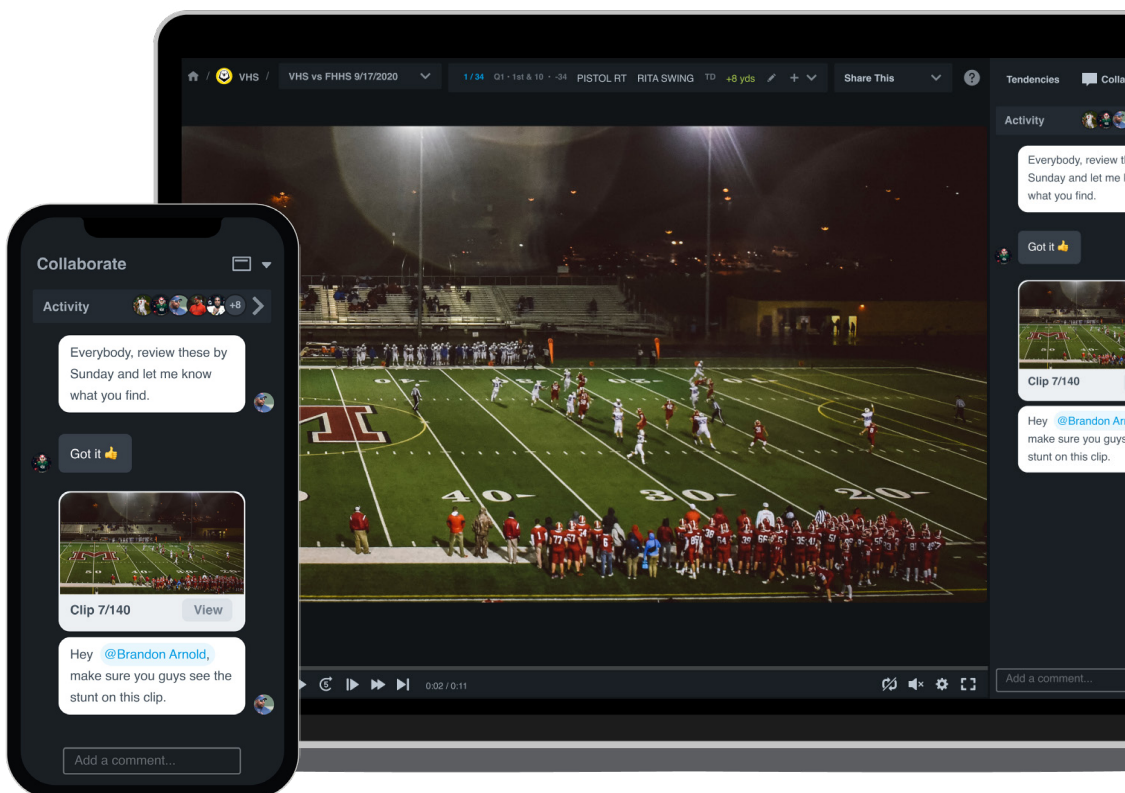 VHS /
VHS vs FHHS 9/17/2020
1/34 Q1 - 1st & 10 - -34 PISTOL RT RITA SWING TD +8 yds
Share This
?
Tendencies
Colla
Activity
Everybody, review
Sunday and let me
what you find.
Got it 👍
Clip 7/140
Hey @Brandon Ar
make sure you guys
stunt on this clip.
Add a comment...
M
40-
30-
20-
5
0:02 / 0:11
Collaborate
Activity
+8
Everybody, review these by
Sunday and let me know
what you find.
Got it 👍
M
Clip 7/140
View
Hey @Brandon Arnold,
make sure you guys see the
stunt on this clip.
Add a comment...